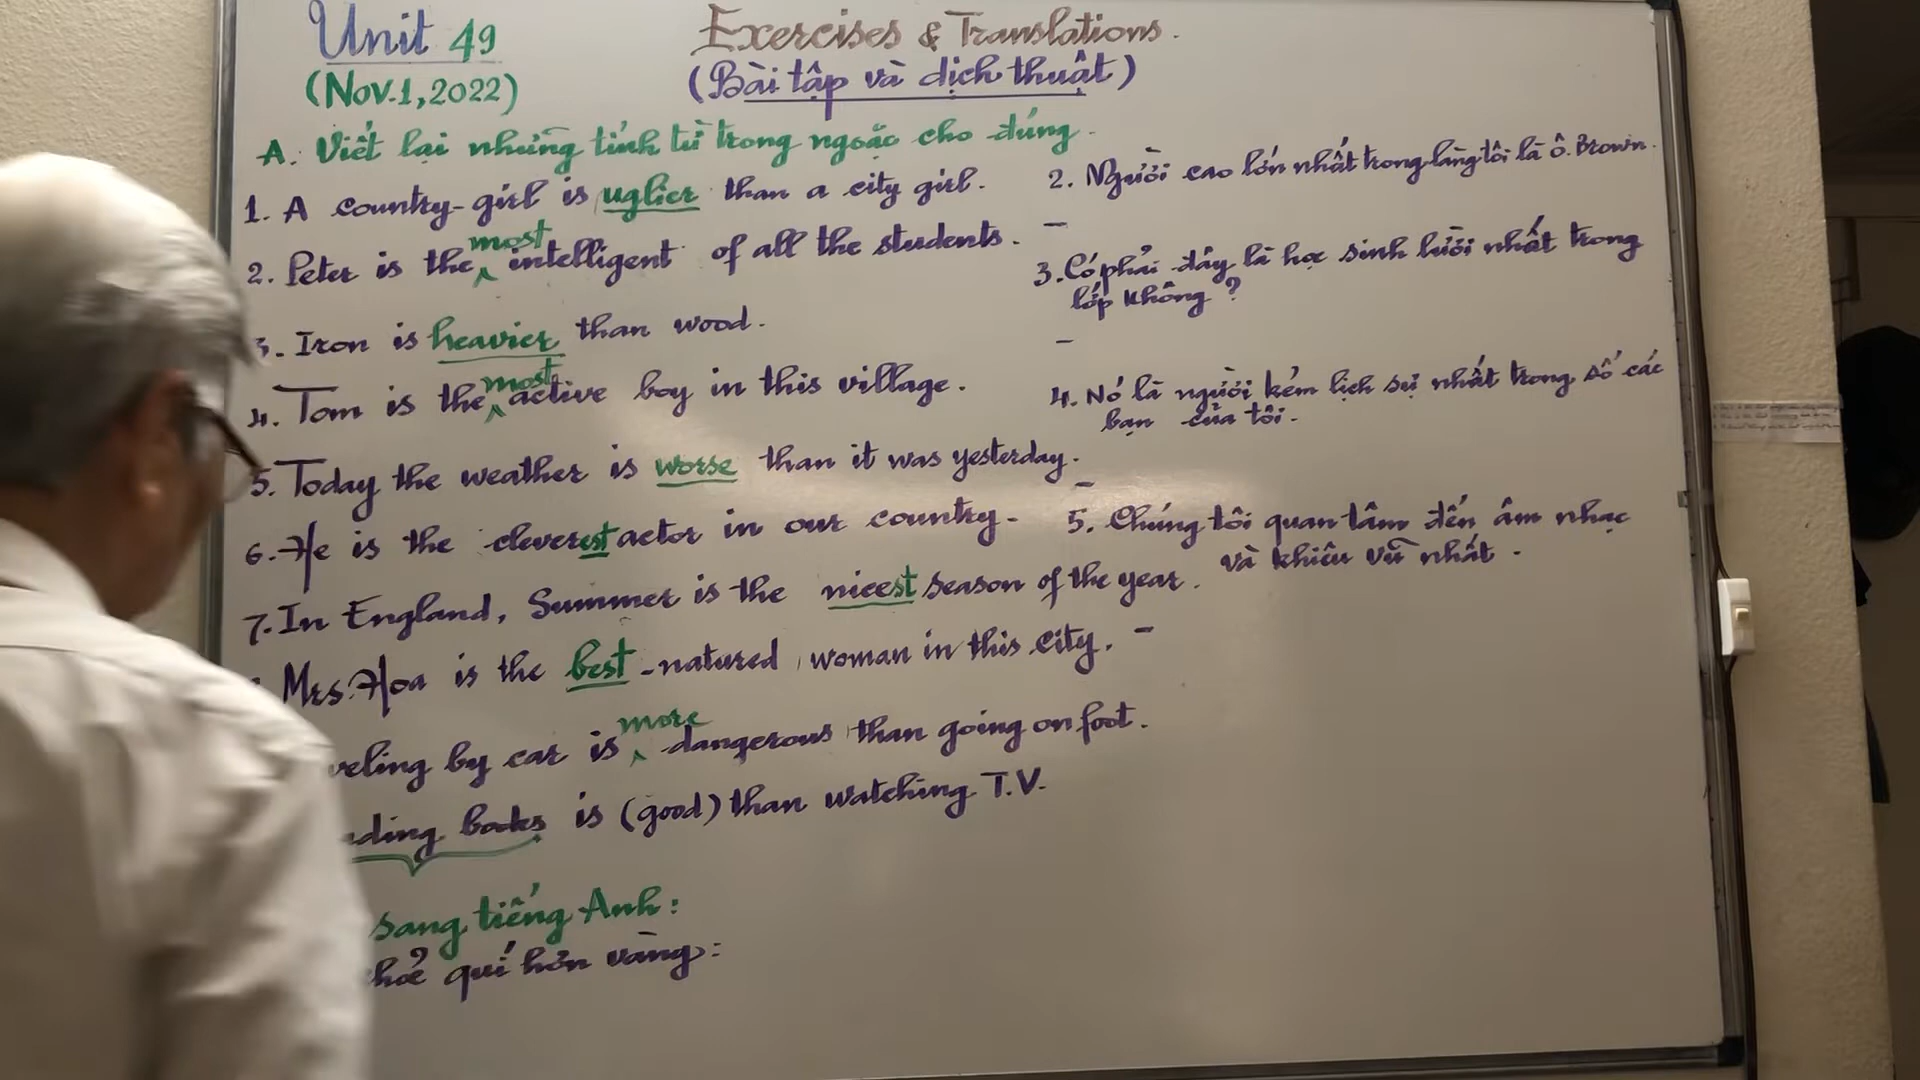 Unit 49
(Nov.1,2022)
Exercises & Translations.
(Bài tập và dịch thuật)
A. Viết lại những tính từ trong ngoặc cho đúng.
1. A country-girl is uglier than a city girl.
2. Peter is the most intelligent of all the students.
3. Iron is heavier than wood.
4. Tom is the most active boy in this village.
5. Today the weather is worse than it was yesterday.
6. He is the cleverest actor in our country.
7. In England, Summer is the nicest season of the year.
Mrs. Hoa is the best-natured woman in this city.
veling by car is more dangerous than going on foot.
ding books is (good) than watching T.V.
sang tiếng Anh:
khoẻ quí hơn vàng:
2. Người cao lớn nhất trong làng tôi là ô. Brown.
–
3. Có phải đây là học sinh lười nhất trong
lớp không?
–
4. Nó là người kém lịch sự nhất trong số các
bạn của tôi.
–
5. Chúng tôi quan tâm đến âm nhạc
và khiêu vũ nhất.
–